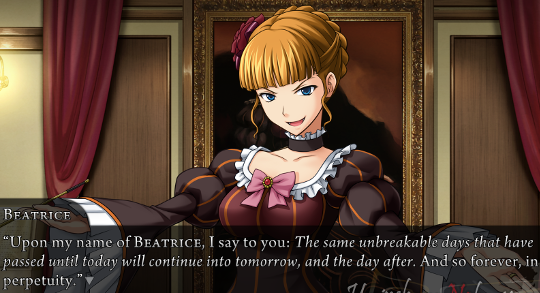 BEATRICE
“Upon my name of BEATRICE, I say to you: The same unbreakable days that have
passed until today will continue into tomorrow, and the day after. And so forever, in
perpetuity.”